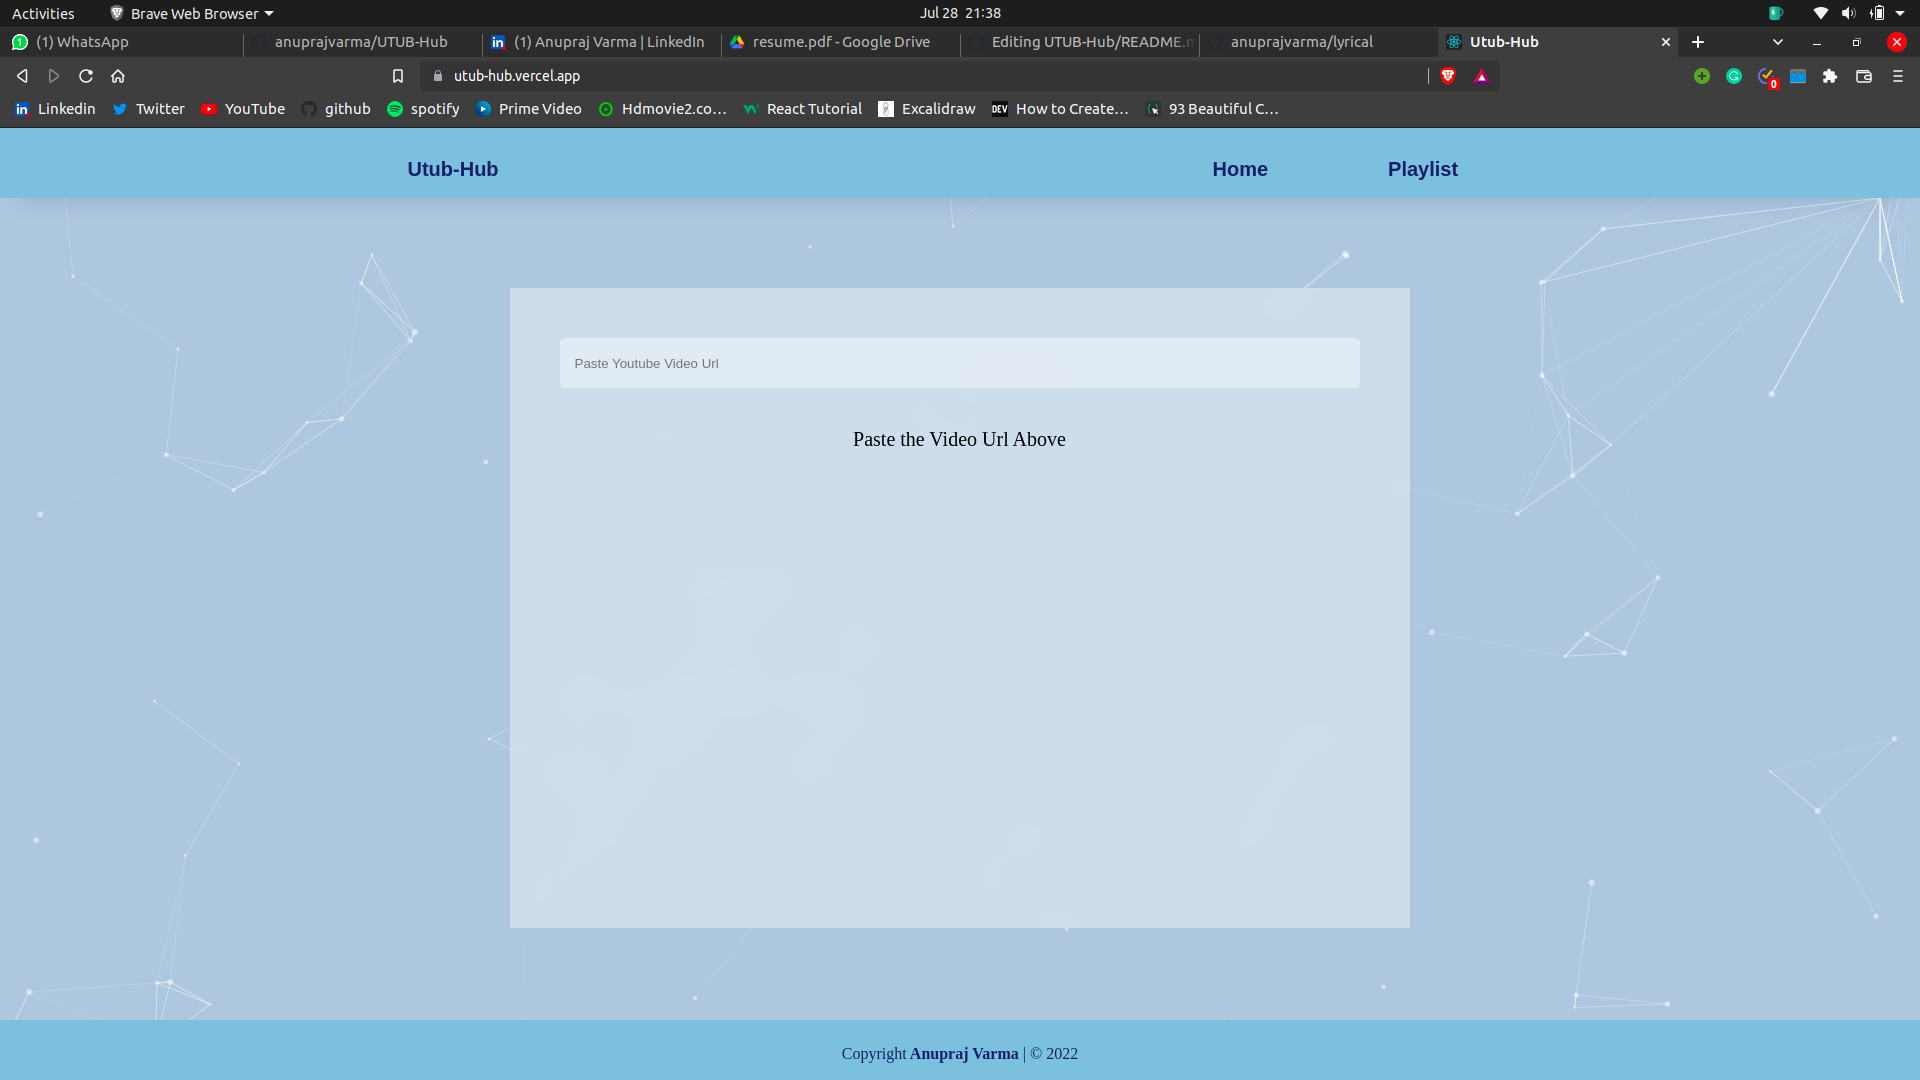 Activities Brave Web Browser Jul 28 21:38
(1) WhatsApp anuprajvarma/UTUB-Hub (1) Anupraj Varma | LinkedIn resume.pdf - Google Drive Editing UTUB-Hub/README.m anuprajvarma/lyrical Utub-Hub
utub-hub.vercel.app 0
Linkedin Twitter YouTube github spotify Prime Video Hdmovie2.co... React Tutorial Excalidraw DEV How to Create... 93 Beautiful C...
Utub-Hub Home Playlist
Paste Youtube Video Url
Paste the Video Url Above
Copyright Anupraj Varma | © 2022